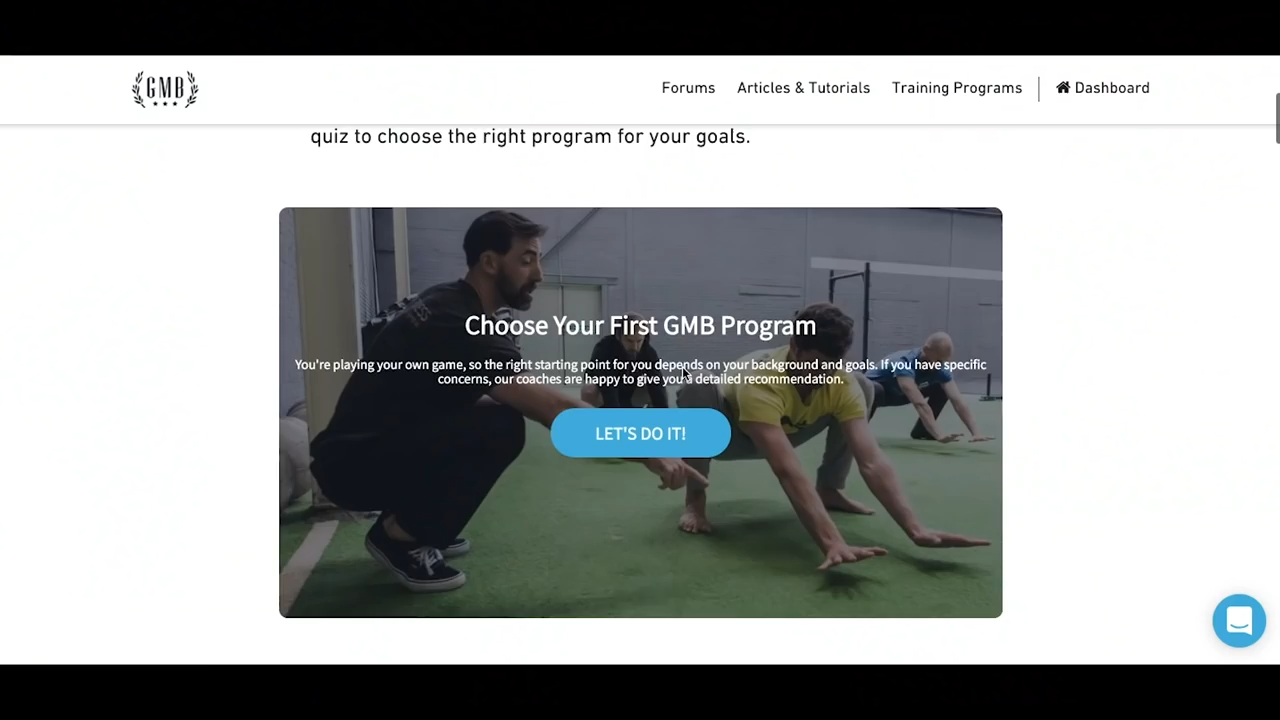 GMB
Forums
Articles & Tutorials
Training Programs
Dashboard
quiz to choose the right program for your goals.
Choose Your First GMB Program
You're playing your own game, so the right starting point for you depends on your background and goals. If you have specific
concerns, our coaches are happy to give you a detailed recommendation.
LET'S DO IT!